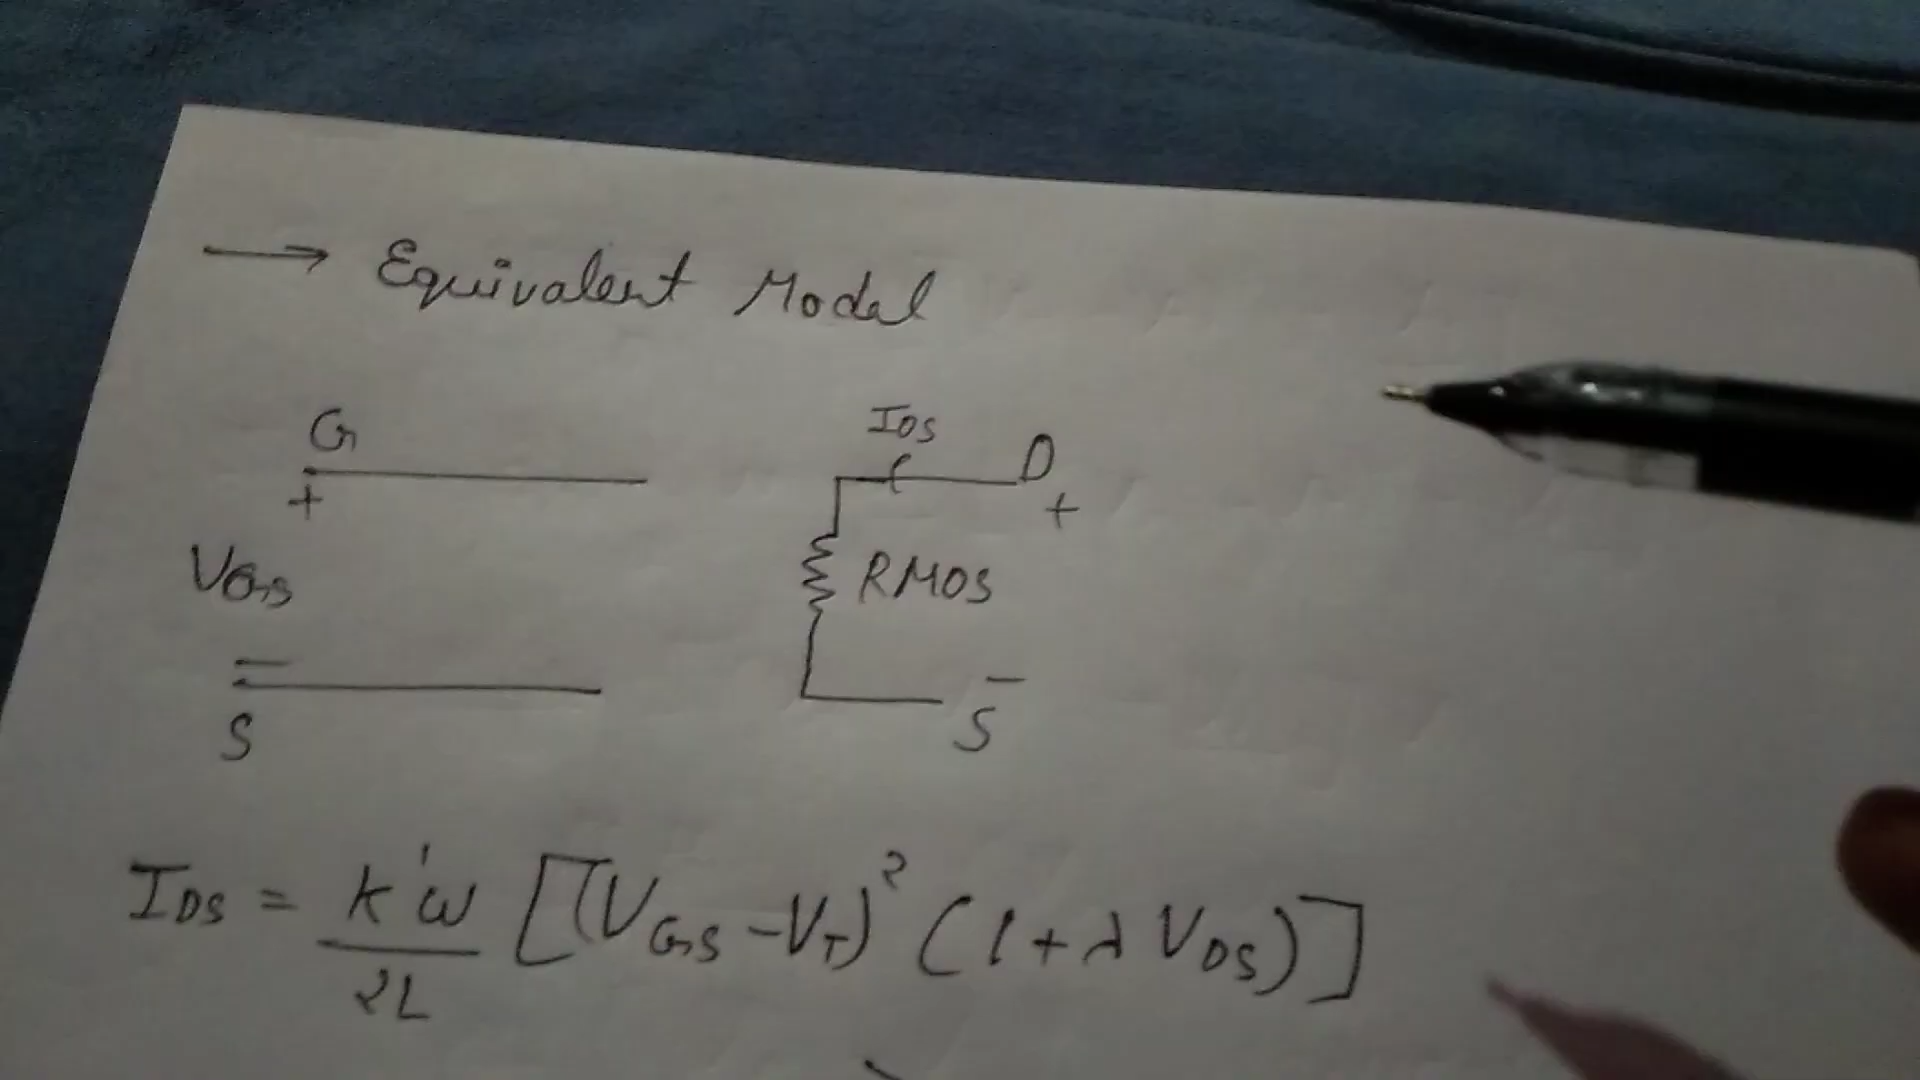 → Equivalent Model
G
IDS
D
+
+
VGS
RMOS
−
−
S
S
IDS = K'W / 2L [(VGS − VT)² (1 + λ VDS)]